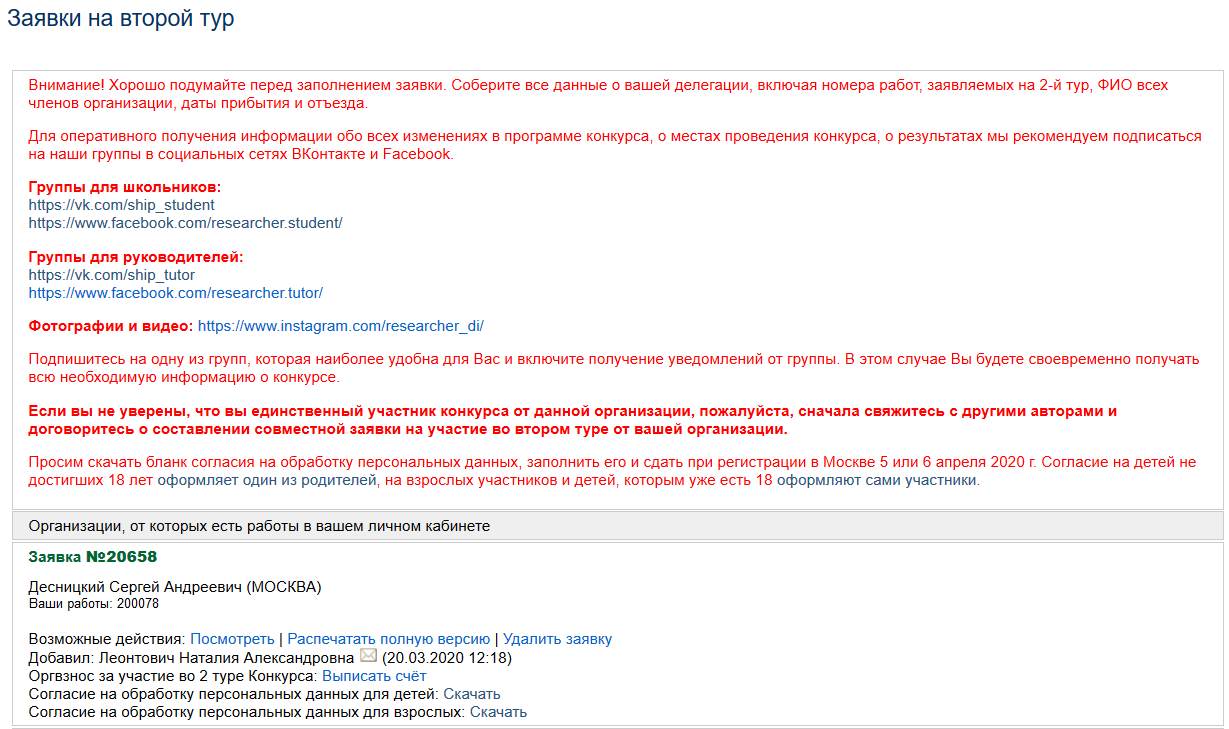 Заявки на второй тур
Внимание! Хорошо подумайте перед заполнением заявки. Соберите все данные о вашей делегации, включая номера работ, заявляемых на 2-й тур, ФИО всех
членов организации, даты прибытия и отъезда.
Для оперативного получения информации обо всех изменениях в программе конкурса, о местах проведения конкурса, о результатах мы рекомендуем подписаться
на наши группы в социальных сетях ВКонтакте и Facebook.
Группы для школьников:
https://vk.com/ship_student
https://www.facebook.com/researcher.student/
Группы для руководителей:
https://vk.com/ship_tutor
https://www.facebook.com/researcher.tutor/
Фотографии и видео: https://www.instagram.com/researcher_di/
Подпишитесь на одну из групп, которая наиболее удобна для Вас и включите получение уведомлений от группы. В этом случае Вы будете своевременно получать
всю необходимую информацию о конкурсе.
Если вы не уверены, что вы единственный участник конкурса от данной организации, пожалуйста, сначала свяжитесь с другими авторами и
договоритесь о составлении совместной заявки на участие во втором туре от вашей организации.
Просим скачать бланк согласия на обработку персональных данных, заполнить его и сдать при регистрации в Москве 5 или 6 апреля 2020 г. Согласие на детей не
достигших 18 лет оформляет один из родителей, на взрослых участников и детей, которым уже есть 18 оформляют сами участники.
Организации, от которых есть работы в вашем личном кабинете
Заявка №20658
Десницкий Сергей Андреевич (МОСКВА)
Ваши работы: 200078
Возможные действия: Посмотреть | Распечатать полную версию | Удалить заявку
Добавил: Леонтович Наталия Александровна (20.03.2020 12:18)
Оргвзнос за участие во 2 туре Конкурса: Выписать счёт
Согласие на обработку персональных данных для детей: Скачать
Согласие на обработку персональных данных для взрослых: Скачать